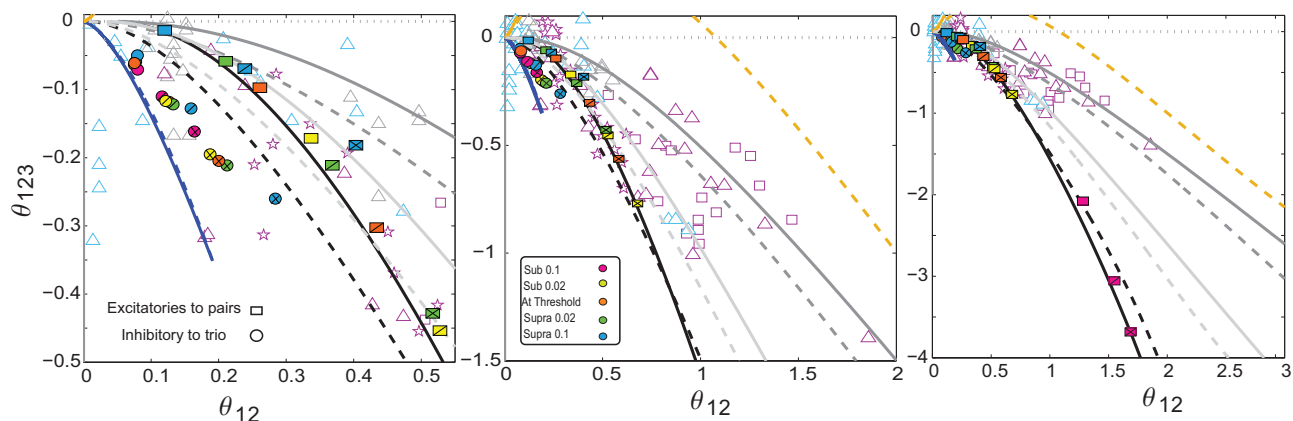 0
−0.1
−0.2
−0.3
−0.4
−0.5
0 0.1 0.2 0.3 0.4 0.5
θ123
θ12
Excitatories to pairs
Inhibitory to trio
0
−0.5
−1
−1.5
0 0.5 1 1.5 2
θ12
Sub 0.1
Sub 0.02
At Threshold
Supra 0.02
Supra 0.1
0
−1
−2
−3
−4
0 0.5 1 1.5 2 2.5 3
θ12